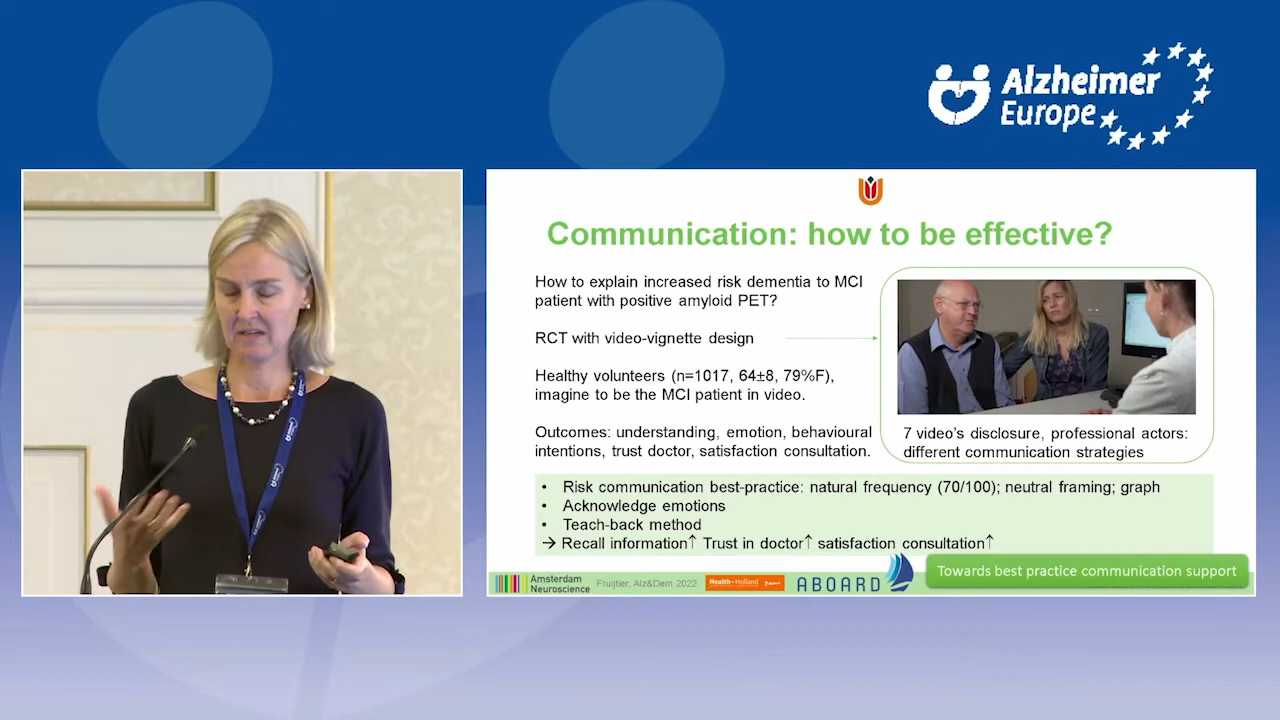 Alzheimer
Europe
Communication: how to be effective?
How to explain increased risk dementia to MCI
patient with positive amyloid PET?
RCT with video-vignette design
Healthy volunteers (n=1017, 64±8, 79%F),
imagine to be the MCI patient in video.
Outcomes: understanding, emotion, behavioural
intentions, trust doctor, satisfaction consultation.
7 video's disclosure, professional actors:
different communication strategies
• Risk communication best-practice: natural frequency (70/100); neutral framing; graph
• Acknowledge emotions
• Teach-back method
→ Recall information↑ Trust in doctor↑ satisfaction consultation↑
Amsterdam
Neuroscience
Fruijtier, Alz&Dem 2022
Health~Holland
ABOARD
Towards best practice communication support